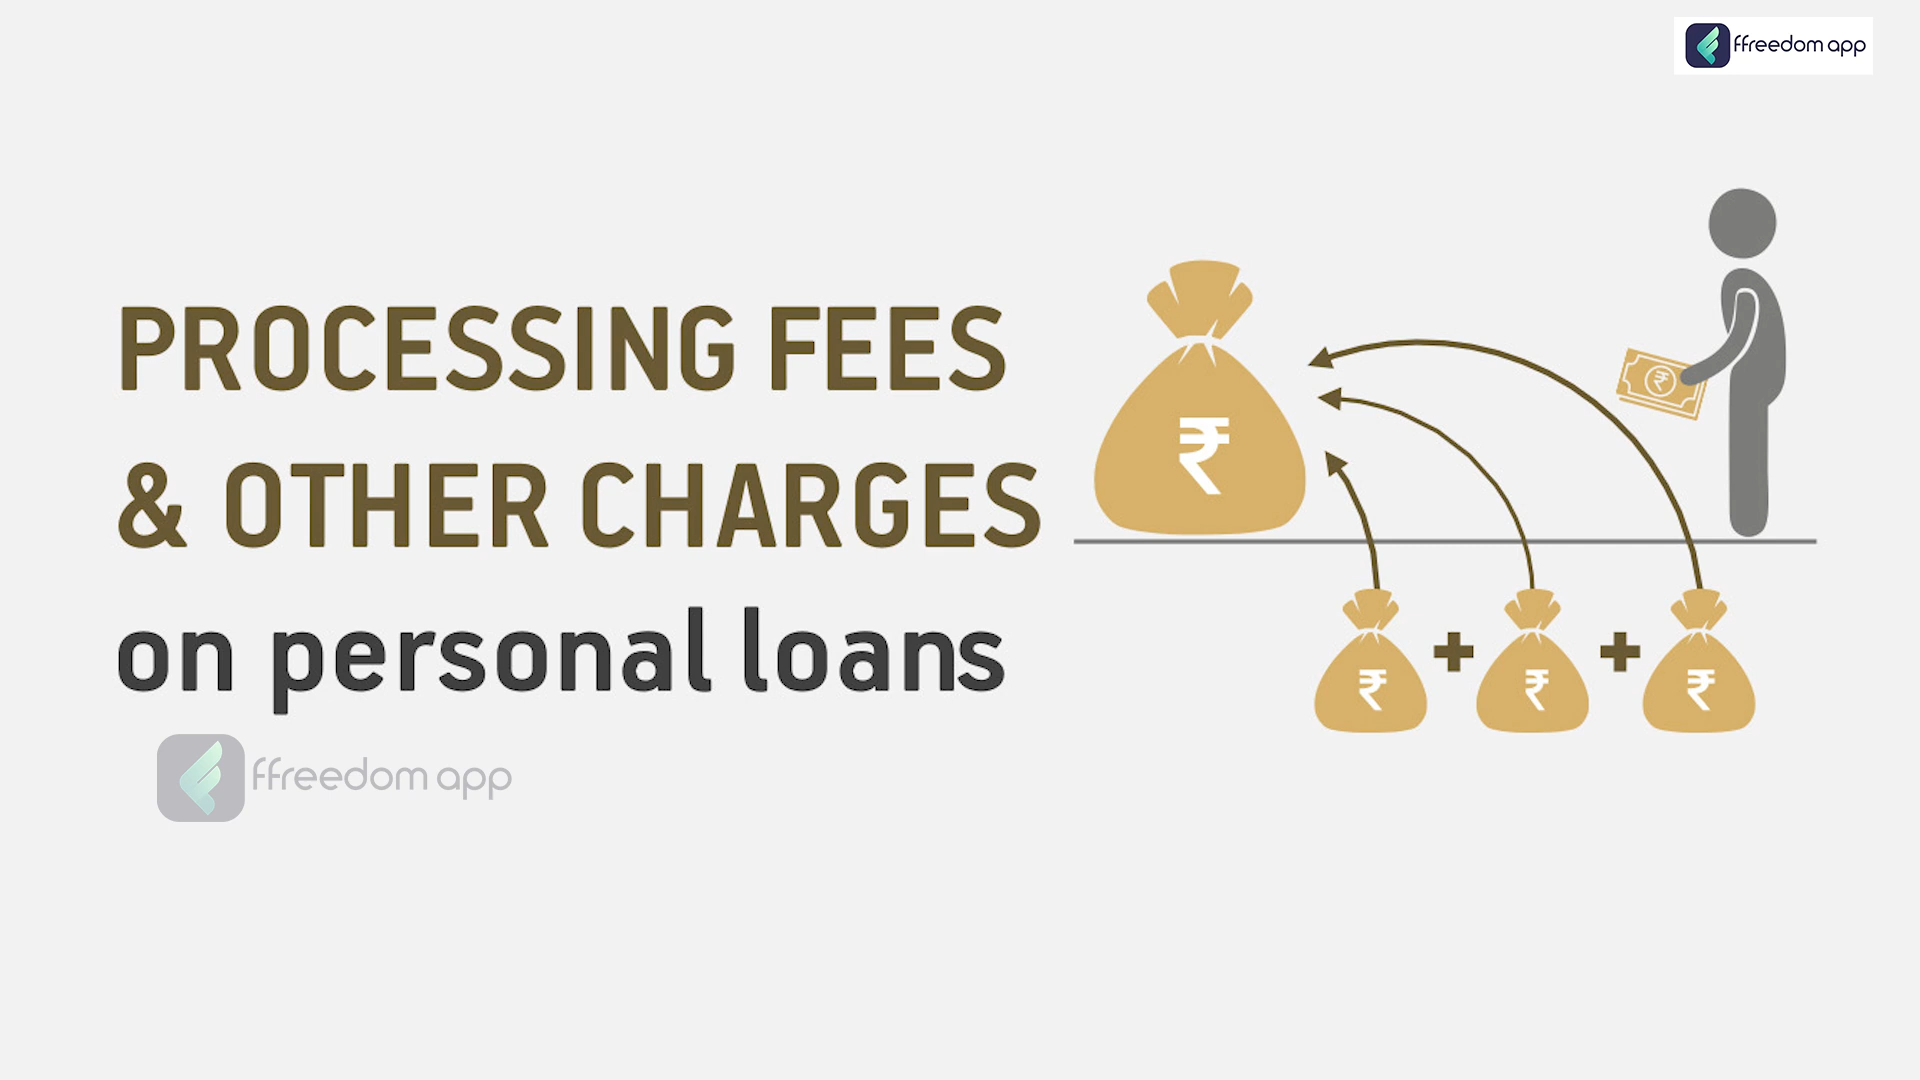 ffreedom app
PROCESSING FEES
& OTHER CHARGES
on personal loans
ffreedom app
₹
₹
₹ + ₹ + ₹